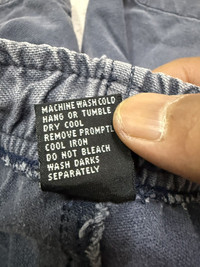 MACHINE WASH COLD
HANG OR TUMBLE
DRY COOL
REMOVE PROMPTL
COOL IRON
DO NOT BLEACH
WASH DARKS
SEPARATELY